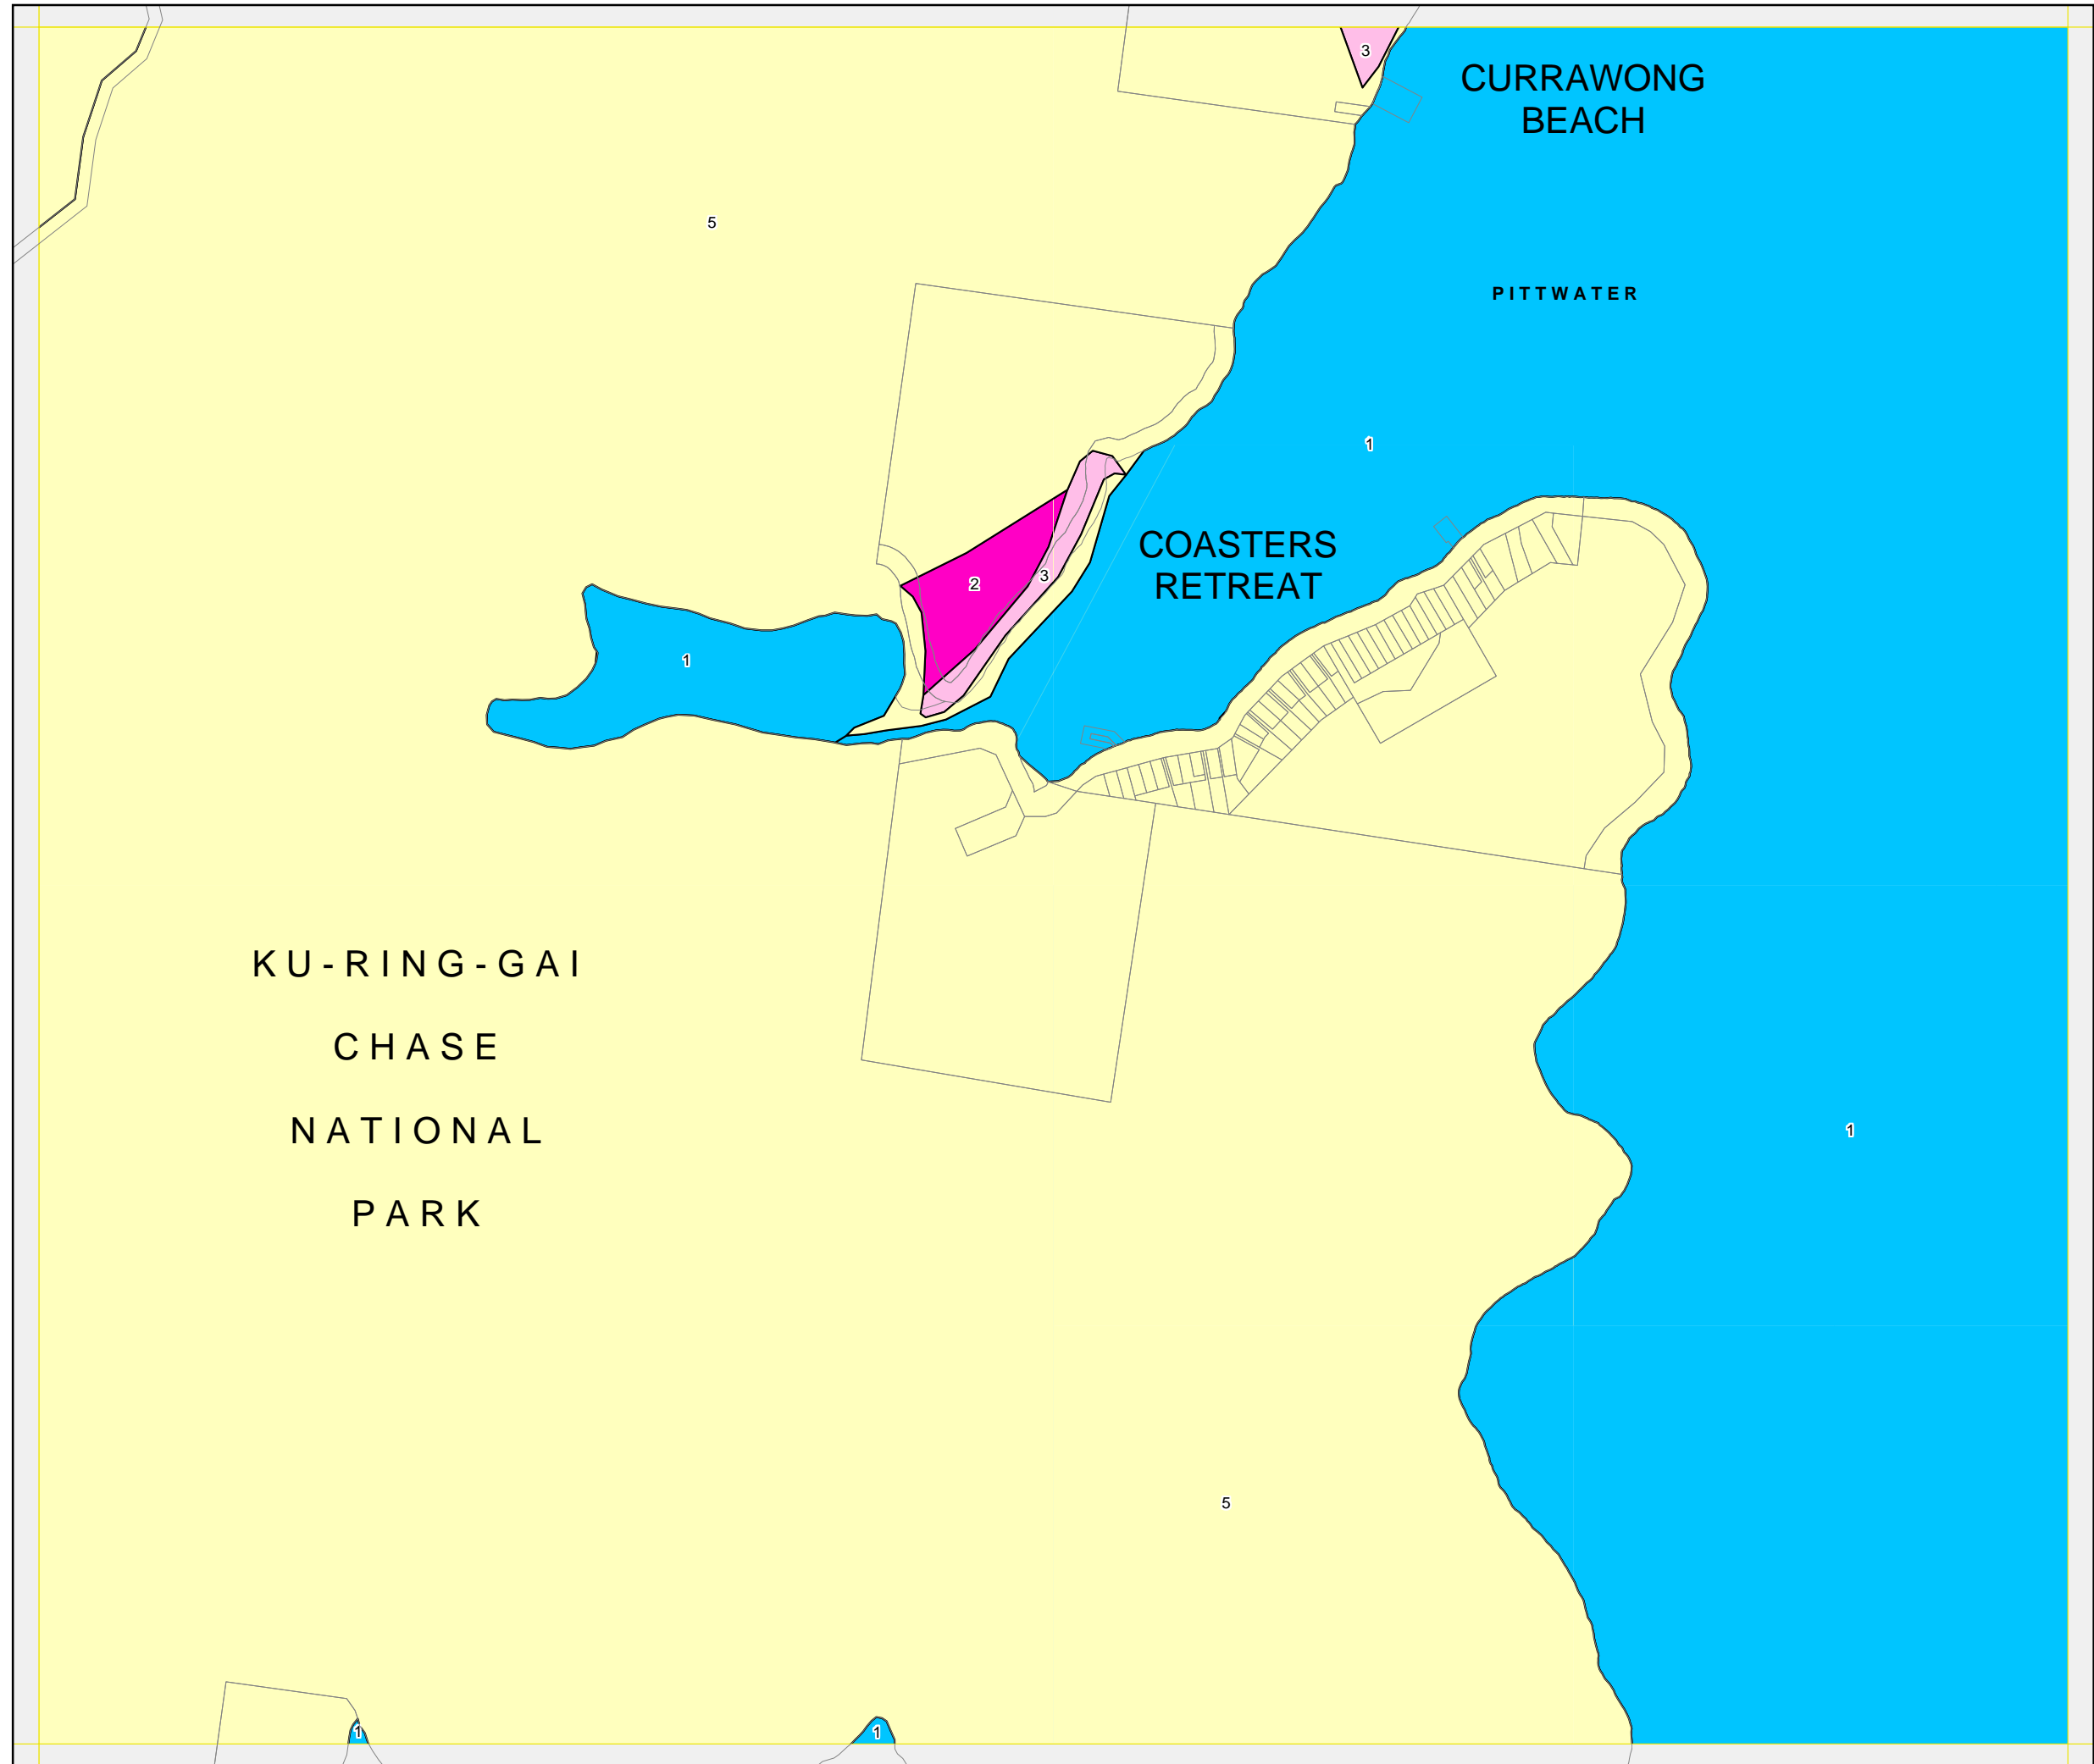 3
CURRAWONG
BEACH
5
PITTWATER
1
COASTERS
RETREAT
2
3
1
KU-RING-GAI
CHASE
NATIONAL
PARK
1
5
1
1